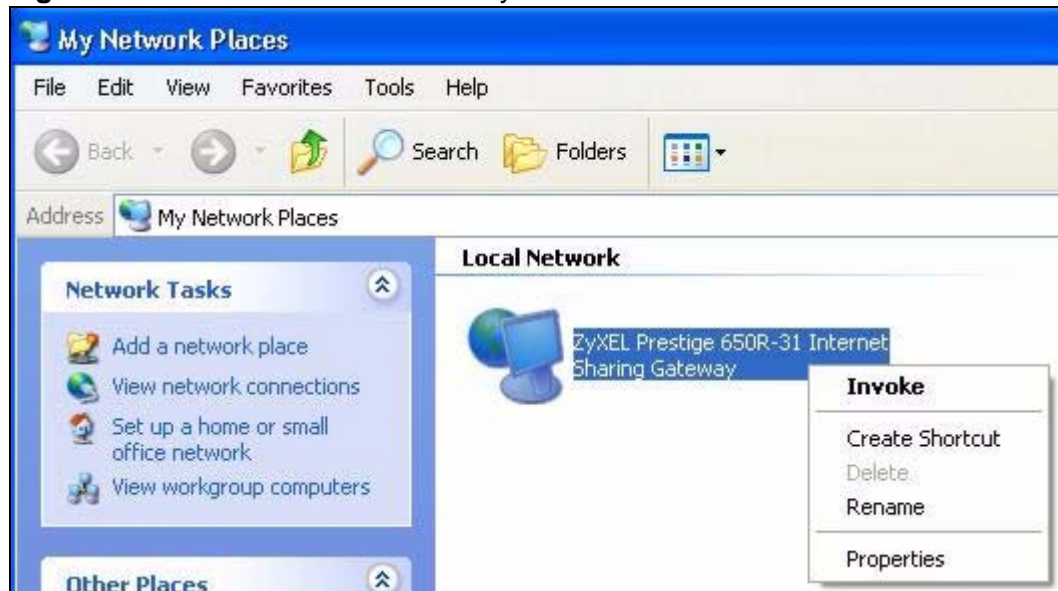 My Network Places
File Edit View Favorites Tools Help
Back Search Folders
Address My Network Places
Network Tasks
Add a network place
View network connections
Set up a home or small
office network
View workgroup computers
Other Places
Local Network
ZyXEL Prestige 650R-31 Internet
Sharing Gateway
Invoke
Create Shortcut
Delete
Rename
Properties